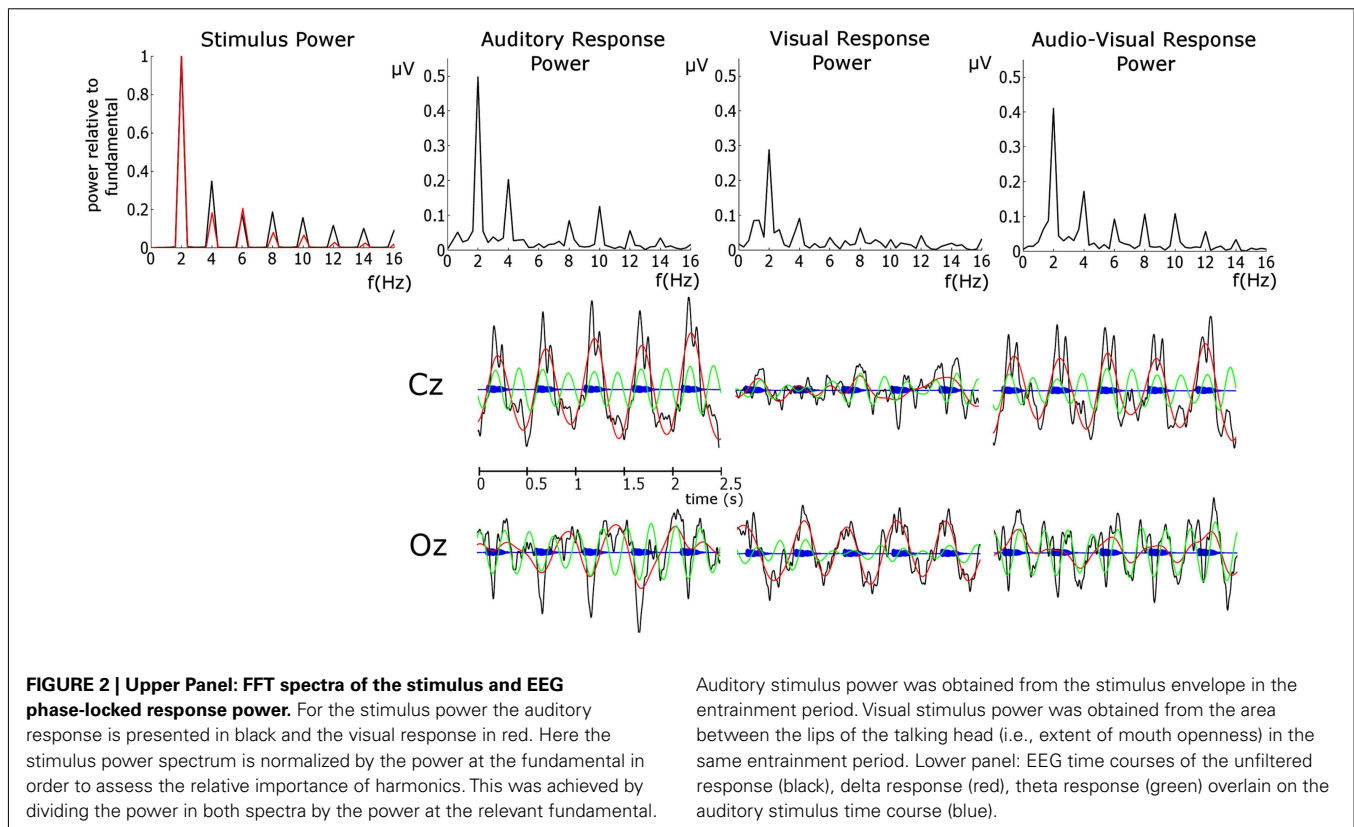 Stimulus Power
Auditory Response Power
Visual Response Power
Audio-Visual Response Power
power relative to fundamental
1
0.8
0.6
0.4
0.2
0
0 2 4 6 8 10 12 14 16
f(Hz)
µV
0.5
0.4
0.3
0.2
0.1
0
0 2 4 6 8 10 12 14 16
f(Hz)
µV
0.5
0.4
0.3
0.2
0.1
0
0 2 4 6 8 10 12 14 16
f(Hz)
µV
0.5
0.4
0.3
0.2
0.1
0
0 2 4 6 8 10 12 14 16
f(Hz)
Cz
0 0.5 1 1.5 2 2.5
time (s)
Oz
FIGURE 2 | Upper Panel: FFT spectra of the stimulus and EEG
phase-locked response power. For the stimulus power the auditory
response is presented in black and the visual response in red. Here the
stimulus power spectrum is normalized by the power at the fundamental in
order to assess the relative importance of harmonics. This was achieved by
dividing the power in both spectra by the power at the relevant fundamental.
Auditory stimulus power was obtained from the stimulus envelope in the
entrainment period. Visual stimulus power was obtained from the area
between the lips of the talking head (i.e., extent of mouth openness) in the
same entrainment period. Lower panel: EEG time courses of the unfiltered
response (black), delta response (red), theta response (green) overlain on the
auditory stimulus time course (blue).